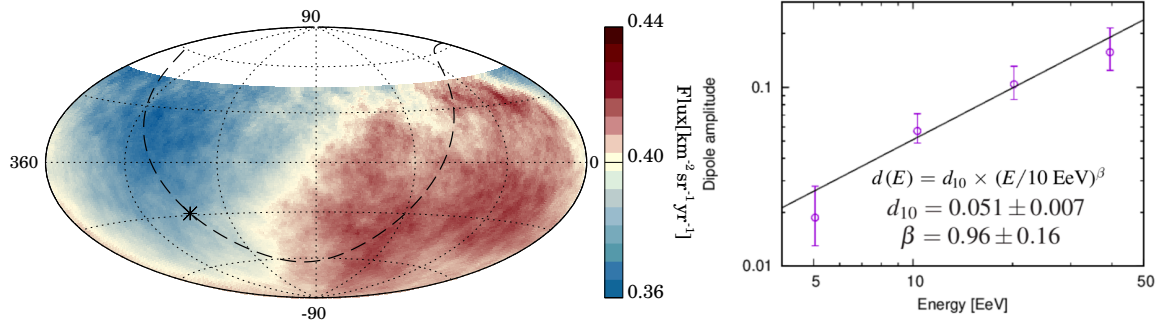 90
360
0
-90
0.44
0.40
0.36
Flux[km⁻² sr⁻¹ yr⁻¹]
Dipole amplitude
0.1
0.01
d(E) = d₁₀ × (E/10 EeV)^β
d₁₀ = 0.051 ± 0.007
β = 0.96 ± 0.16
5 10 50
Energy [EeV]